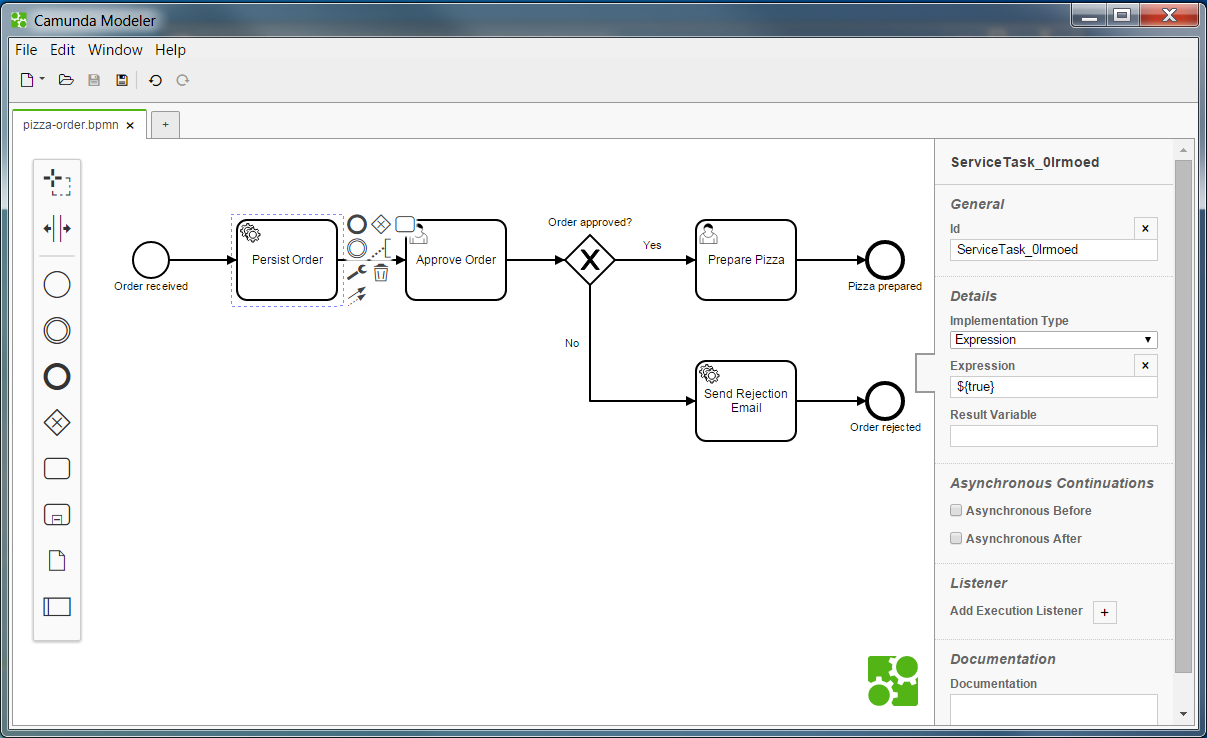 Camunda Modeler
File Edit Window Help
pizza-order.bpmn ×
+
Order received
Persist Order
Approve Order
Order approved?
Yes
No
Prepare Pizza
Pizza prepared
Send Rejection
Email
Order rejected
ServiceTask_0lrmoed
General
Id
×
ServiceTask_0lrmoed
Details
Implementation Type
Expression
Expression
×
${true}
Result Variable
Asynchronous Continuations
Asynchronous Before
Asynchronous After
Listener
Add Execution Listener +
Documentation
Documentation